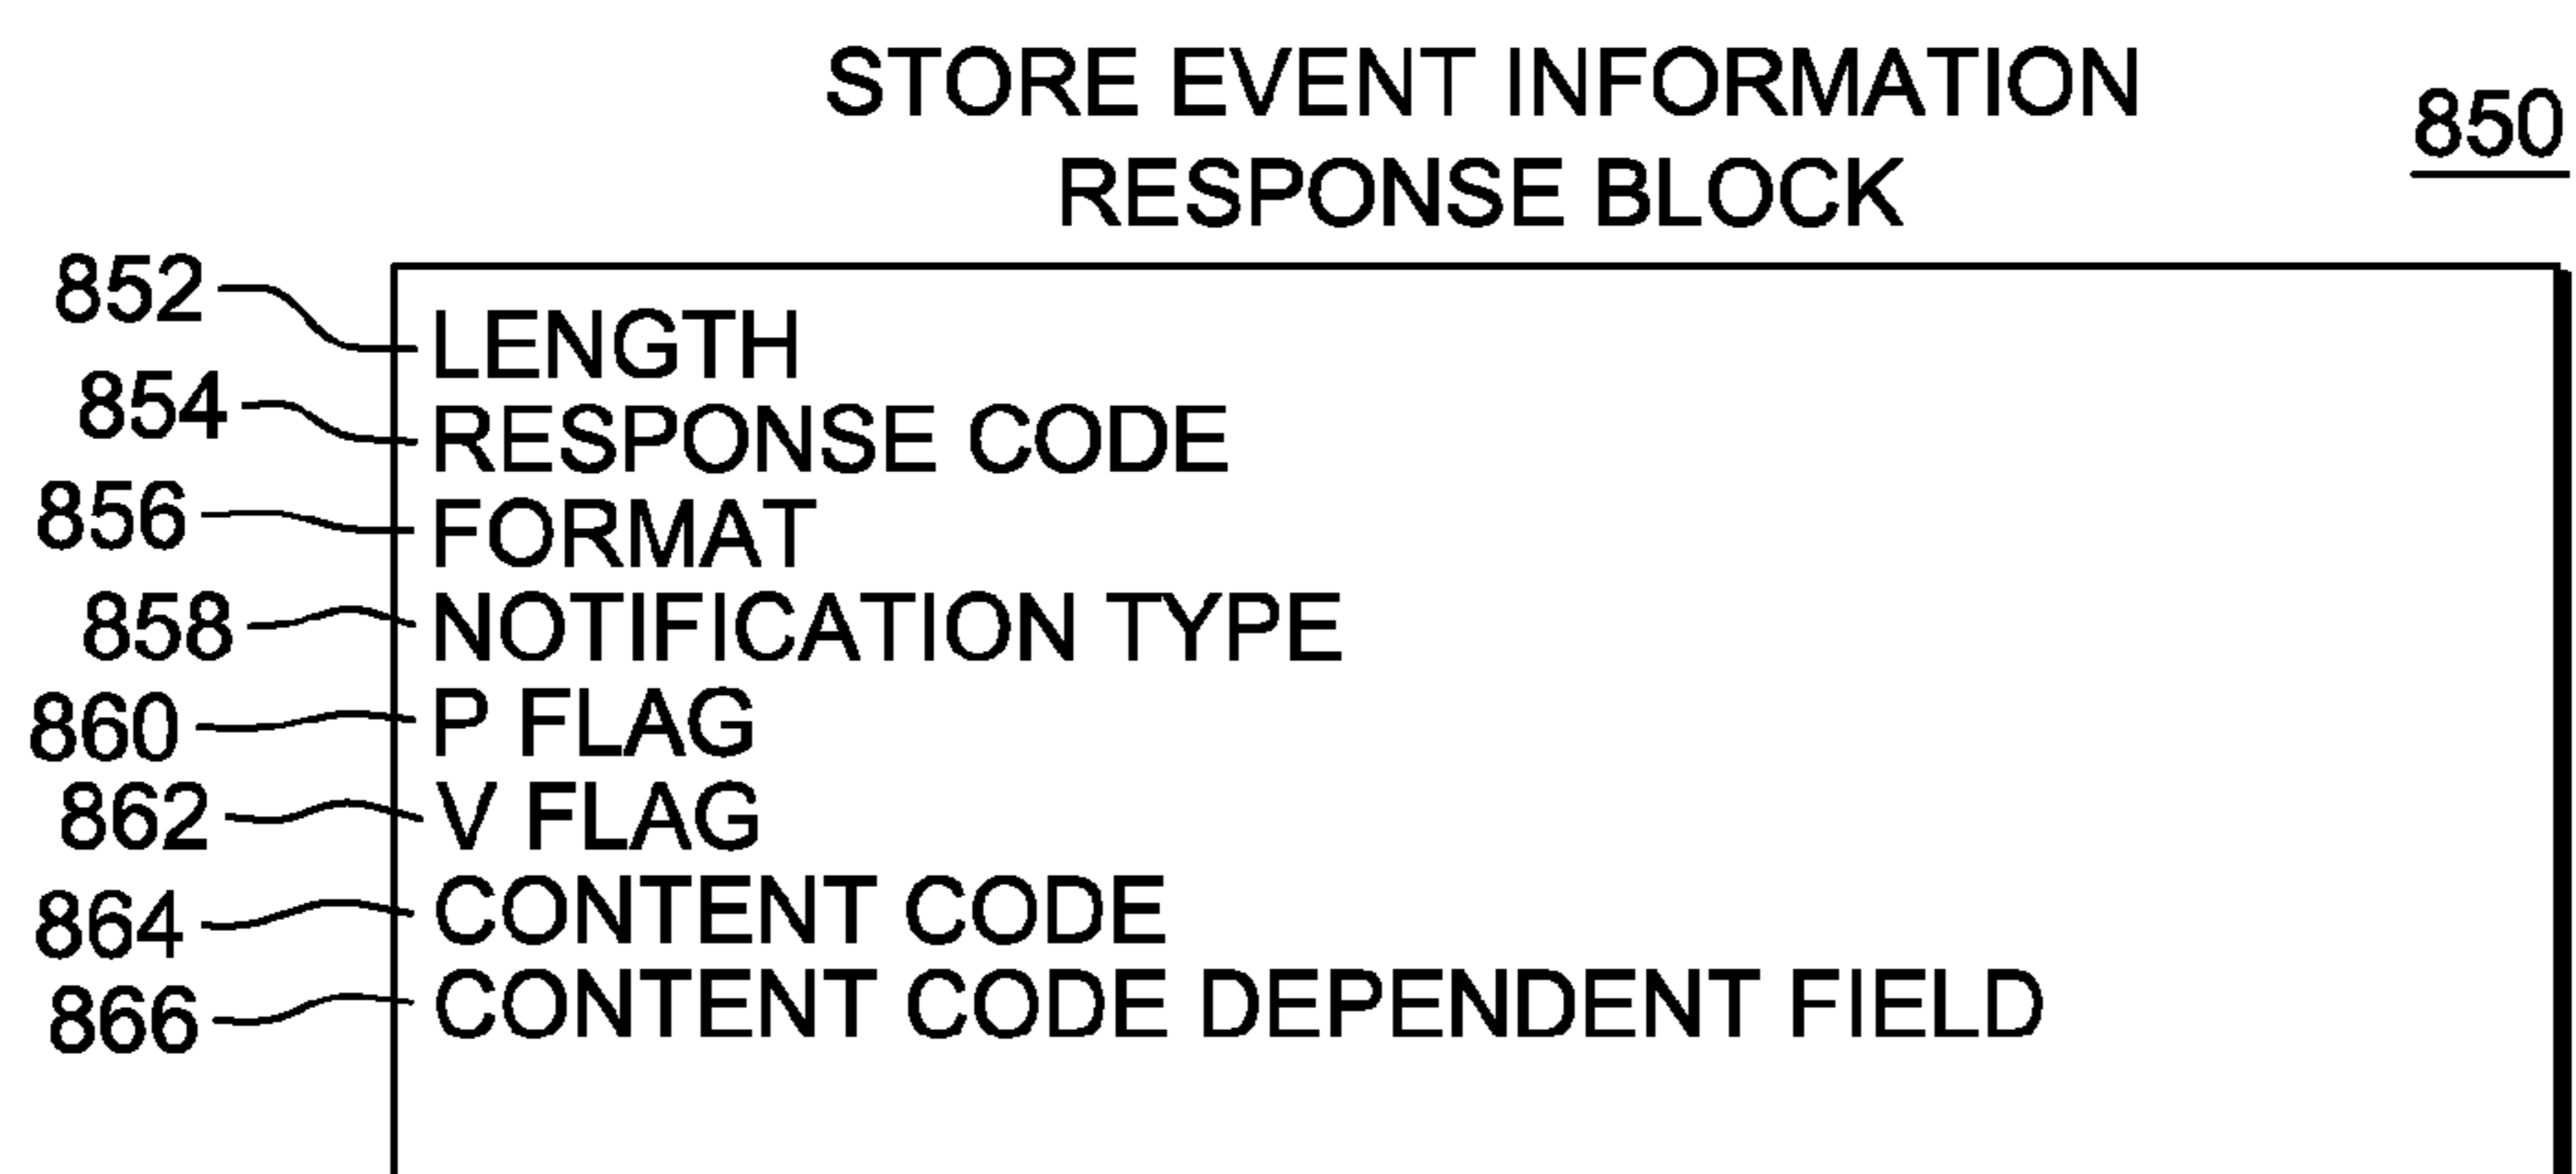 STORE EVENT INFORMATION
RESPONSE BLOCK
850
852 LENGTH
854 RESPONSE CODE
856 FORMAT
858 NOTIFICATION TYPE
860 P FLAG
862 V FLAG
864 CONTENT CODE
866 CONTENT CODE DEPENDENT FIELD